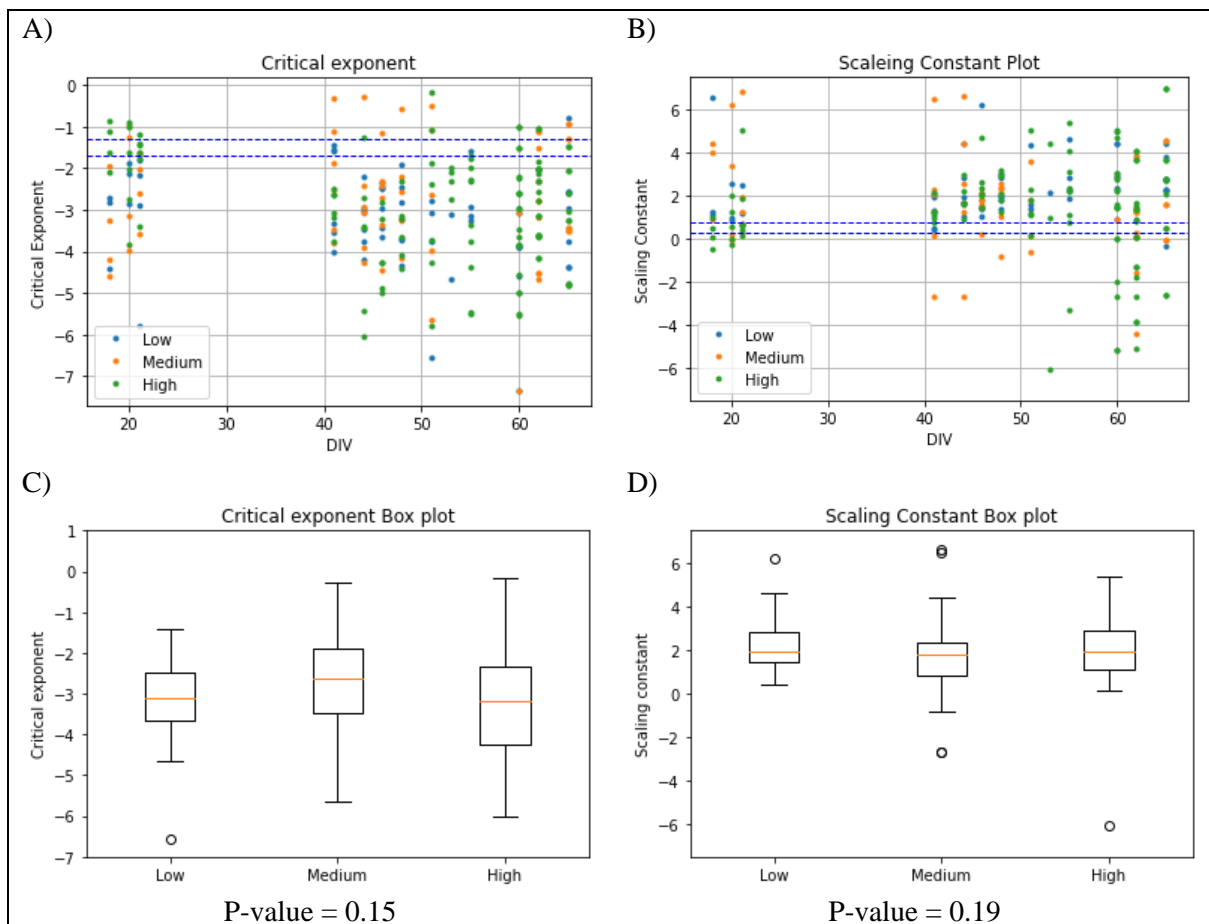 A)
Critical exponent
0
−1
−2
−3
−4
−5
−6
−7
Critical Exponent
Low
Medium
High
20
30
40
50
60
DIV
B)
Scaleing Constant Plot
6
4
2
0
−2
−4
−6
Scaling Constant
Low
Medium
High
20
30
40
50
60
DIV
C)
Critical exponent Box plot
1
0
−1
−2
−3
−4
−5
−6
−7
Critical exponent
Low
Medium
High
P-value = 0.15
D)
Scaling Constant Box plot
6
4
2
0
−2
−4
−6
Scaling constant
Low
Medium
High
P-value = 0.19